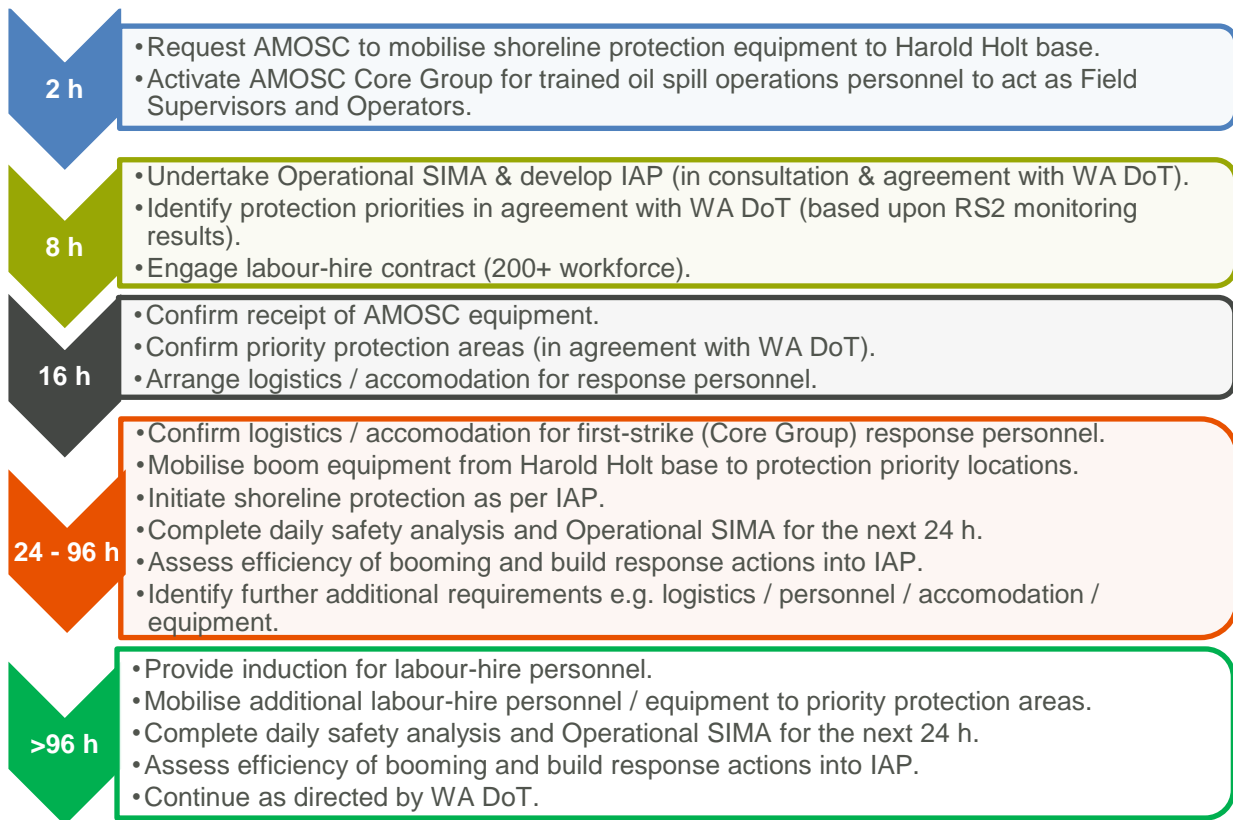 2 h
•Request AMOSC to mobilise shoreline protection equipment to Harold Holt base.
•Activate AMOSC Core Group for trained oil spill operations personnel to act as Field
Supervisors and Operators.
8 h
•Undertake Operational SIMA & develop IAP (in consultation & agreement with WA DoT).
•Identify protection priorities in agreement with WA DoT (based upon RS2 monitoring
results).
•Engage labour-hire contract (200+ workforce).
16 h
•Confirm receipt of AMOSC equipment.
•Confirm priority protection areas (in agreement with WA DoT).
•Arrange logistics / accomodation for response personnel.
24 - 96 h
•Confirm logistics / accomodation for first-strike (Core Group) response personnel.
•Mobilise boom equipment from Harold Holt base to protection priority locations.
•Initiate shoreline protection as per IAP.
•Complete daily safety analysis and Operational SIMA for the next 24 h.
•Assess efficiency of booming and build response actions into IAP.
•Identify further additional requirements e.g. logistics / personnel / accomodation /
equipment.
>96 h
•Provide induction for labour-hire personnel.
•Mobilise additional labour-hire personnel / equipment to priority protection areas.
•Complete daily safety analysis and Operational SIMA for the next 24 h.
•Assess efficiency of booming and build response actions into IAP.
•Continue as directed by WA DoT.